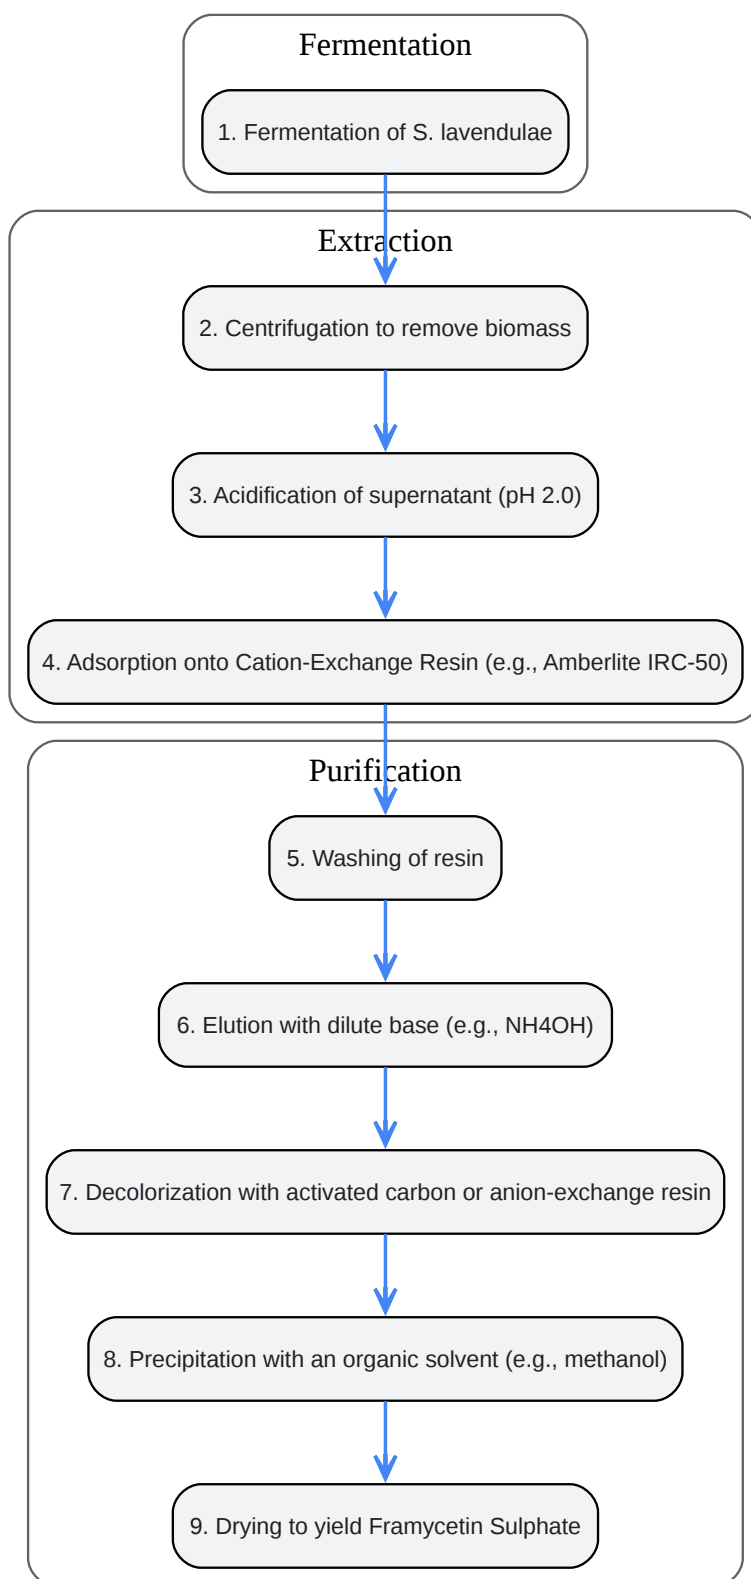 Fermentation
1. Fermentation of S. lavendulae
Extraction
2. Centrifugation to remove biomass
3. Acidification of supernatant (pH 2.0)
4. Adsorption onto Cation-Exchange Resin (e.g., Amberlite IRC-50)
Purification
5. Washing of resin
6. Elution with dilute base (e.g., NH4OH)
7. Decolorization with activated carbon or anion-exchange resin
8. Precipitation with an organic solvent (e.g., methanol)
9. Drying to yield Framycetin Sulphate